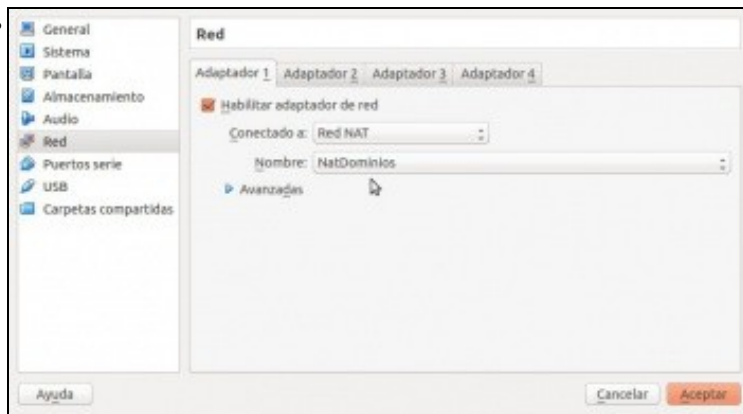 General
Sistema
Pantalla
Almacenamiento
Audio
Red
Puertos serie
USB
Carpetas compartidas
Red
Adaptador 1 Adaptador 2 Adaptador 3 Adaptador 4
Habilitar adaptador de red
Conectado a: Red NAT
Nombre: NatDominios
Avanzadas
Ayuda
Cancelar Aceptar